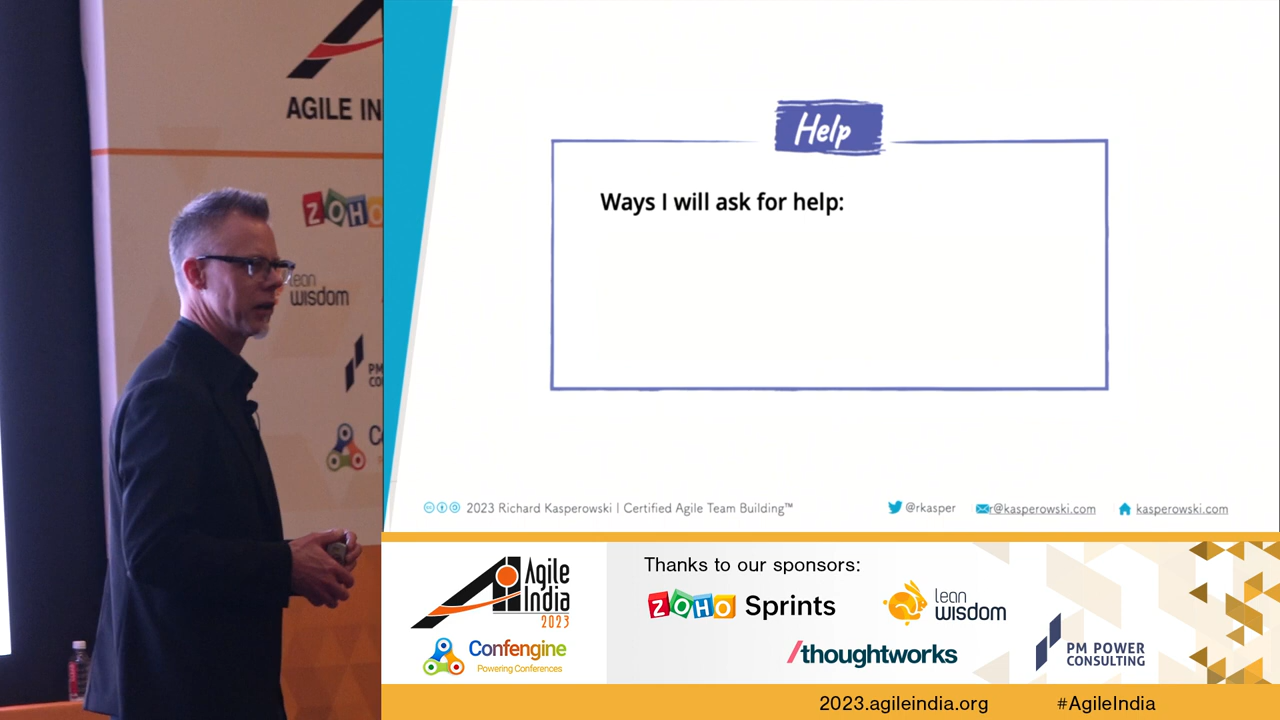 AGILE IN
ZOHO
lean
wisdom
PM
CO
C
Help
Ways I will ask for help:
2023 Richard Kasperowski | Certified Agile Team Building™
@rkasper
r@kasperowski.com
kasperowski.com
Agile
India
2023
Confengine
Powering Conferences
Thanks to our sponsors:
ZOHO Sprints
lean
wisdom
/thoughtworks
PM POWER
CONSULTING
2023.agileindia.org
#AgileIndia